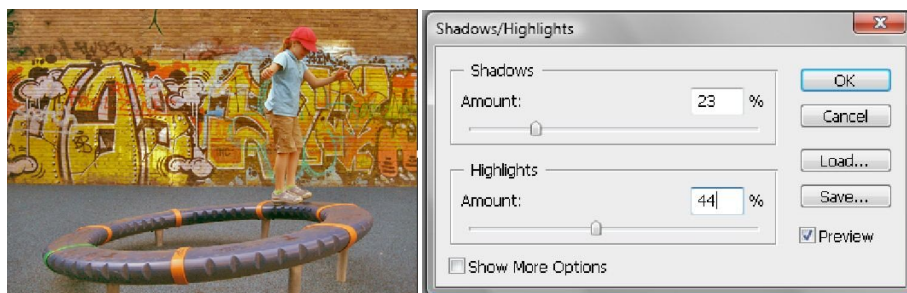 Shadows/Highlights
Shadows
Amount:
23 %
Highlights
Amount:
44 %
Show More Options
OK
Cancel
Load...
Save...
Preview